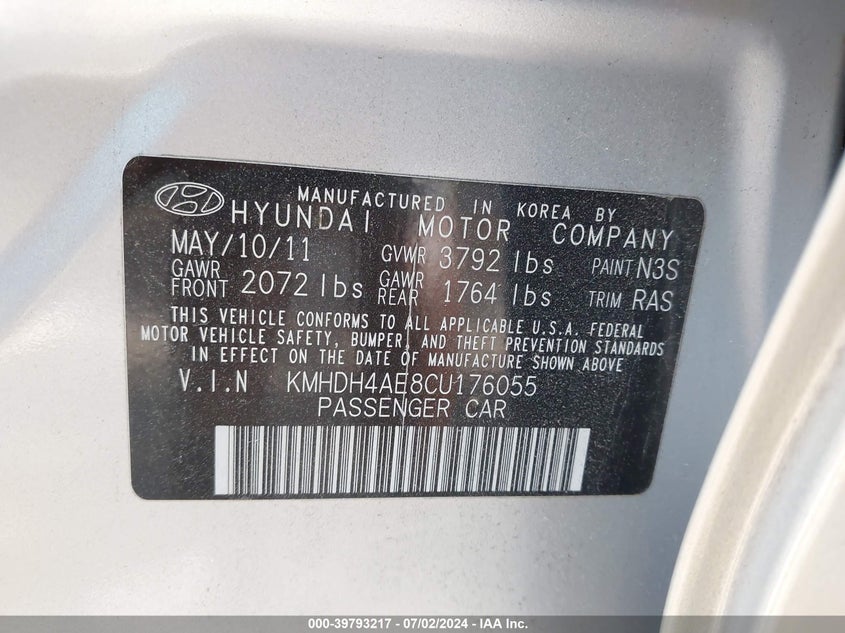 MANUFACTURED IN KOREA BY
HYUNDAI MOTOR COMPANY
MAY/10/11 GVWR 3792 lbs PAINT N3S
GAWR FRONT 2072 lbs GAWR REAR 1764 lbs TRIM RAS
THIS VEHICLE CONFORMS TO ALL APPLICABLE U.S.A. FEDERAL
MOTOR VEHICLE SAFETY, BUMPER, AND THEFT PREVENTION STANDARDS
IN EFFECT ON THE DATE OF MANUFACTURE SHOWN ABOVE
V.I.N KMHDH4AE8CU176055
PASSENGER CAR
000-39793217 - 07/02/2024 - IAA Inc.